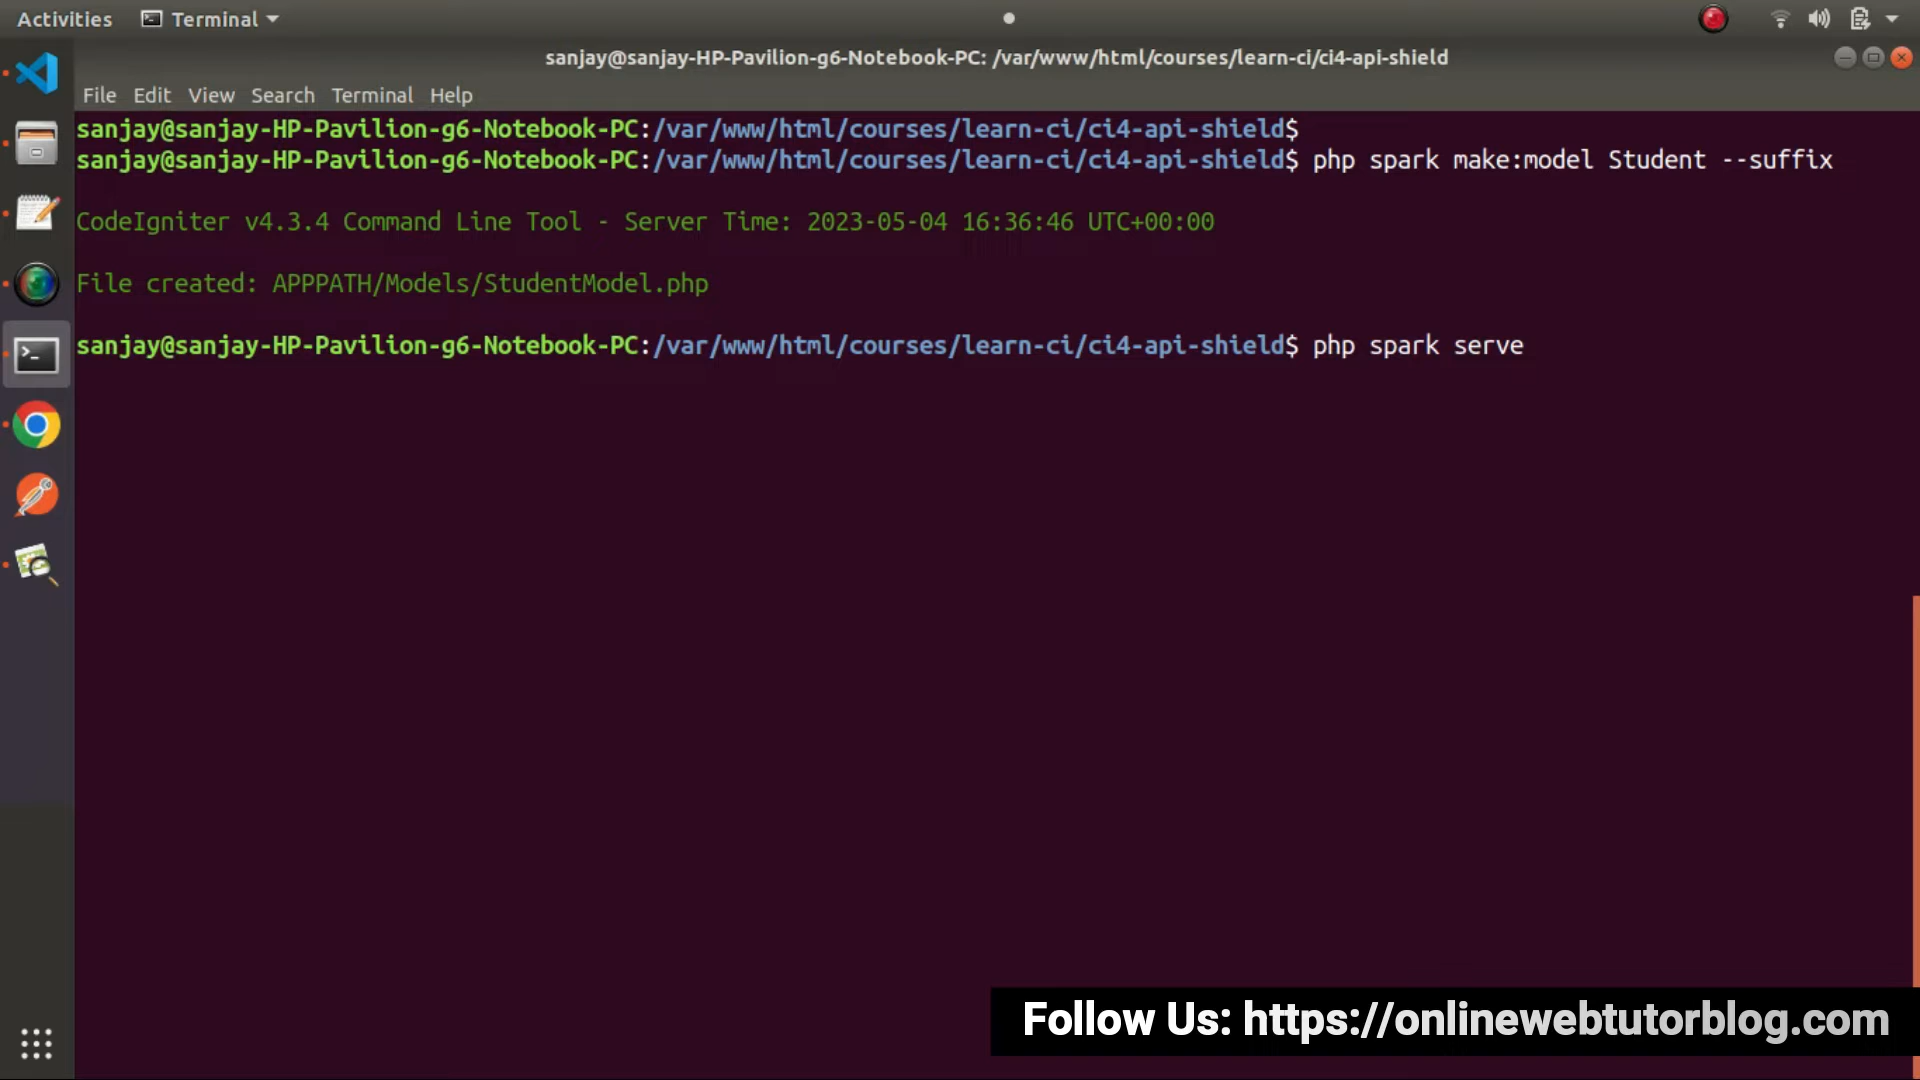 Activities Terminal
sanjay@sanjay-HP-Pavilion-g6-Notebook-PC: /var/www/html/courses/learn-ci/ci4-api-shield
File Edit View Search Terminal Help
sanjay@sanjay-HP-Pavilion-g6-Notebook-PC:/var/www/html/courses/learn-ci/ci4-api-shield$
sanjay@sanjay-HP-Pavilion-g6-Notebook-PC:/var/www/html/courses/learn-ci/ci4-api-shield$ php spark make:model Student --suffix
CodeIgniter v4.3.4 Command Line Tool - Server Time: 2023-05-04 16:36:46 UTC+00:00
File created: APPPATH/Models/StudentModel.php
sanjay@sanjay-HP-Pavilion-g6-Notebook-PC:/var/www/html/courses/learn-ci/ci4-api-shield$ php spark serve
Follow Us: https://onlinewebtutorblog.com